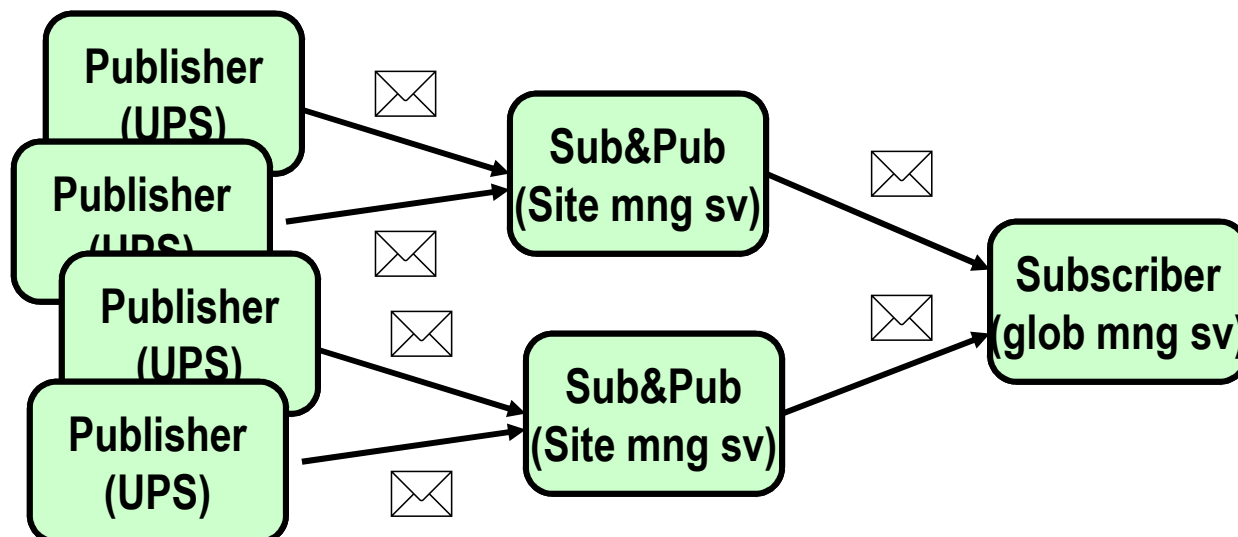 Publisher
(UPS)
Publisher
(UPS)
Publisher
(UPS)
Publisher
(UPS)
Sub&Pub
(Site mng sv)
Sub&Pub
(Site mng sv)
Subscriber
(glob mng sv)